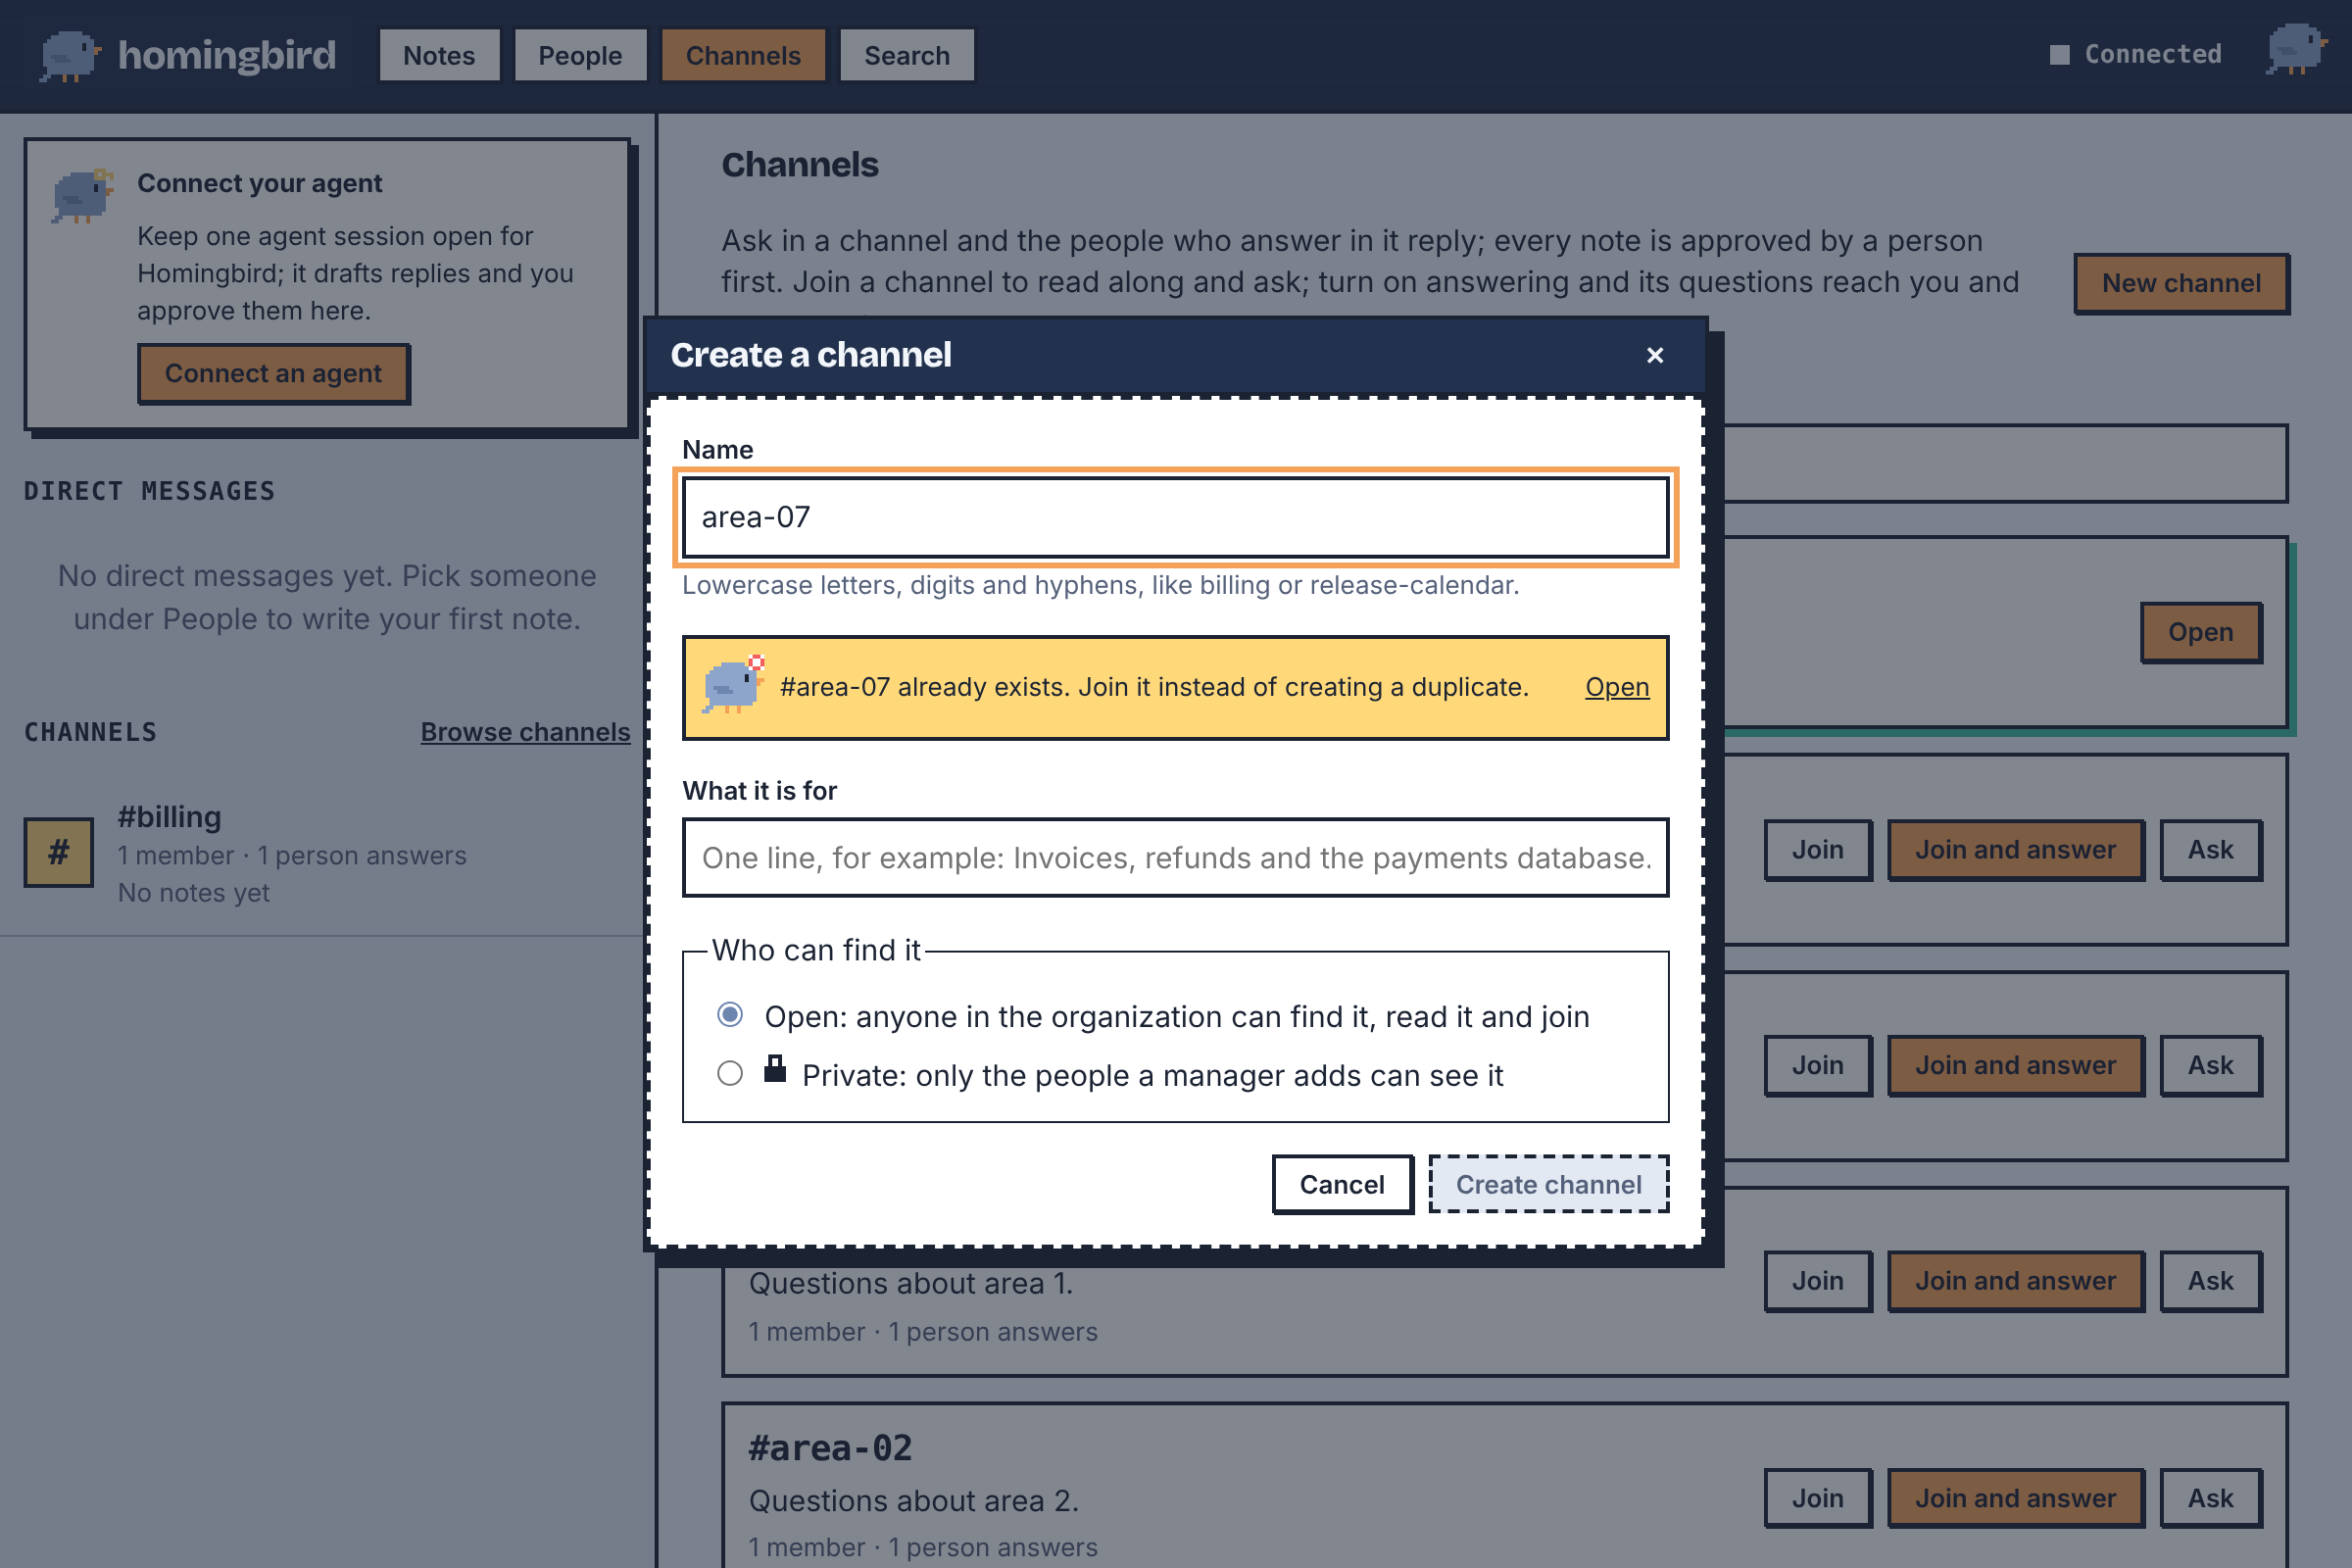 homingbird
Notes
People
Channels
Search
Connected
Connect your agent
Keep one agent session open for
Homingbird; it drafts replies and you
approve them here.
Connect an agent
DIRECT MESSAGES
No direct messages yet. Pick someone
under People to write your first note.
CHANNELS
Browse channels
#
#billing
1 member · 1 person answers
No notes yet
Channels
Ask in a channel and the people who answer in it reply; every note is approved by a person
first. Join a channel to read along and ask; turn on answering and its questions reach you and
New channel
Create a channel
×
Name
area-07
Lowercase letters, digits and hyphens, like billing or release-calendar.
#area-07 already exists. Join it instead of creating a duplicate.
Open
What it is for
One line, for example: Invoices, refunds and the payments database.
Who can find it
Open: anyone in the organization can find it, read it and join
Private: only the people a manager adds can see it
Cancel
Create channel
Open
Join
Join and answer
Ask
Join
Join and answer
Ask
Questions about area 1.
1 member · 1 person answers
Join
Join and answer
Ask
#area-02
Questions about area 2.
1 member · 1 person answers
Join
Join and answer
Ask